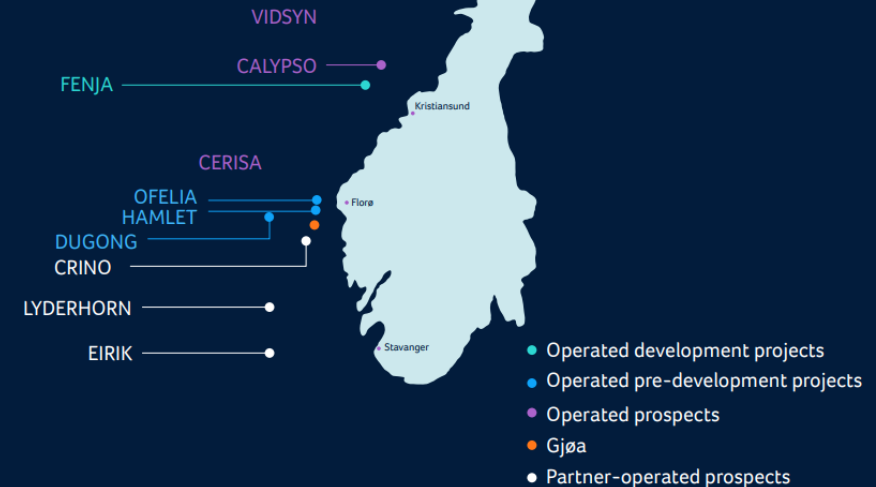 VIDSYN
CALYPSO
FENJA
Kristiansund
CERISA
OFELIA
HAMLET
Florø
DUGONG
CRINO
LYDERHORN
EIRIK
Stavanger
Operated development projects
Operated pre-development projects
Operated prospects
Gjøa
Partner-operated prospects